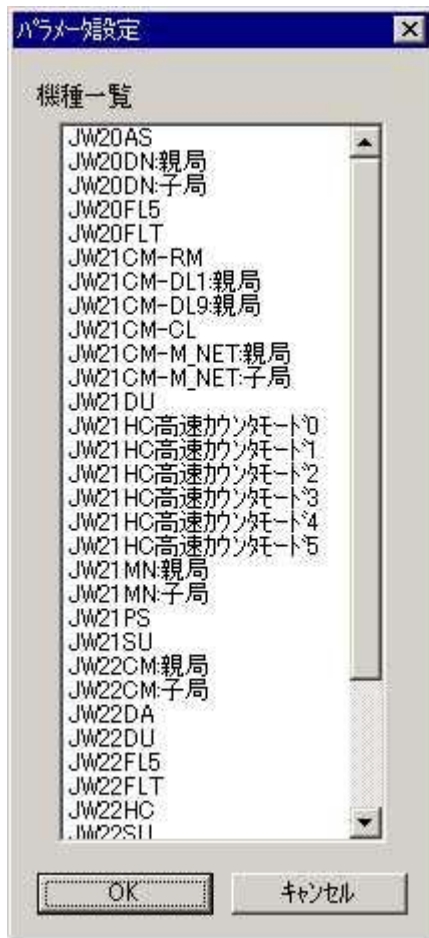 ﾊﾟﾗﾒｰﾀ設定
機種一覧
JW20AS
JW20DN:親局
JW20DN:子局
JW20FL5
JW20FLT
JW21CM-RM
JW21CM-DL1:親局
JW21CM-DL9:親局
JW21CM-CL
JW21CM-M_NET:親局
JW21CM-M_NET:子局
JW21DU
JW21HC高速ｶｳﾝﾀﾓｰﾄﾞ0
JW21HC高速ｶｳﾝﾀﾓｰﾄﾞ1
JW21HC高速ｶｳﾝﾀﾓｰﾄﾞ2
JW21HC高速ｶｳﾝﾀﾓｰﾄﾞ3
JW21HC高速ｶｳﾝﾀﾓｰﾄﾞ4
JW21HC高速ｶｳﾝﾀﾓｰﾄﾞ5
JW21MN:親局
JW21MN:子局
JW21PS
JW21SU
JW22CM:親局
JW22CM:子局
JW22DA
JW22DU
JW22FL5
JW22FLT
JW22HC
JW22SU
OK
ｷｬﾝｾﾙ